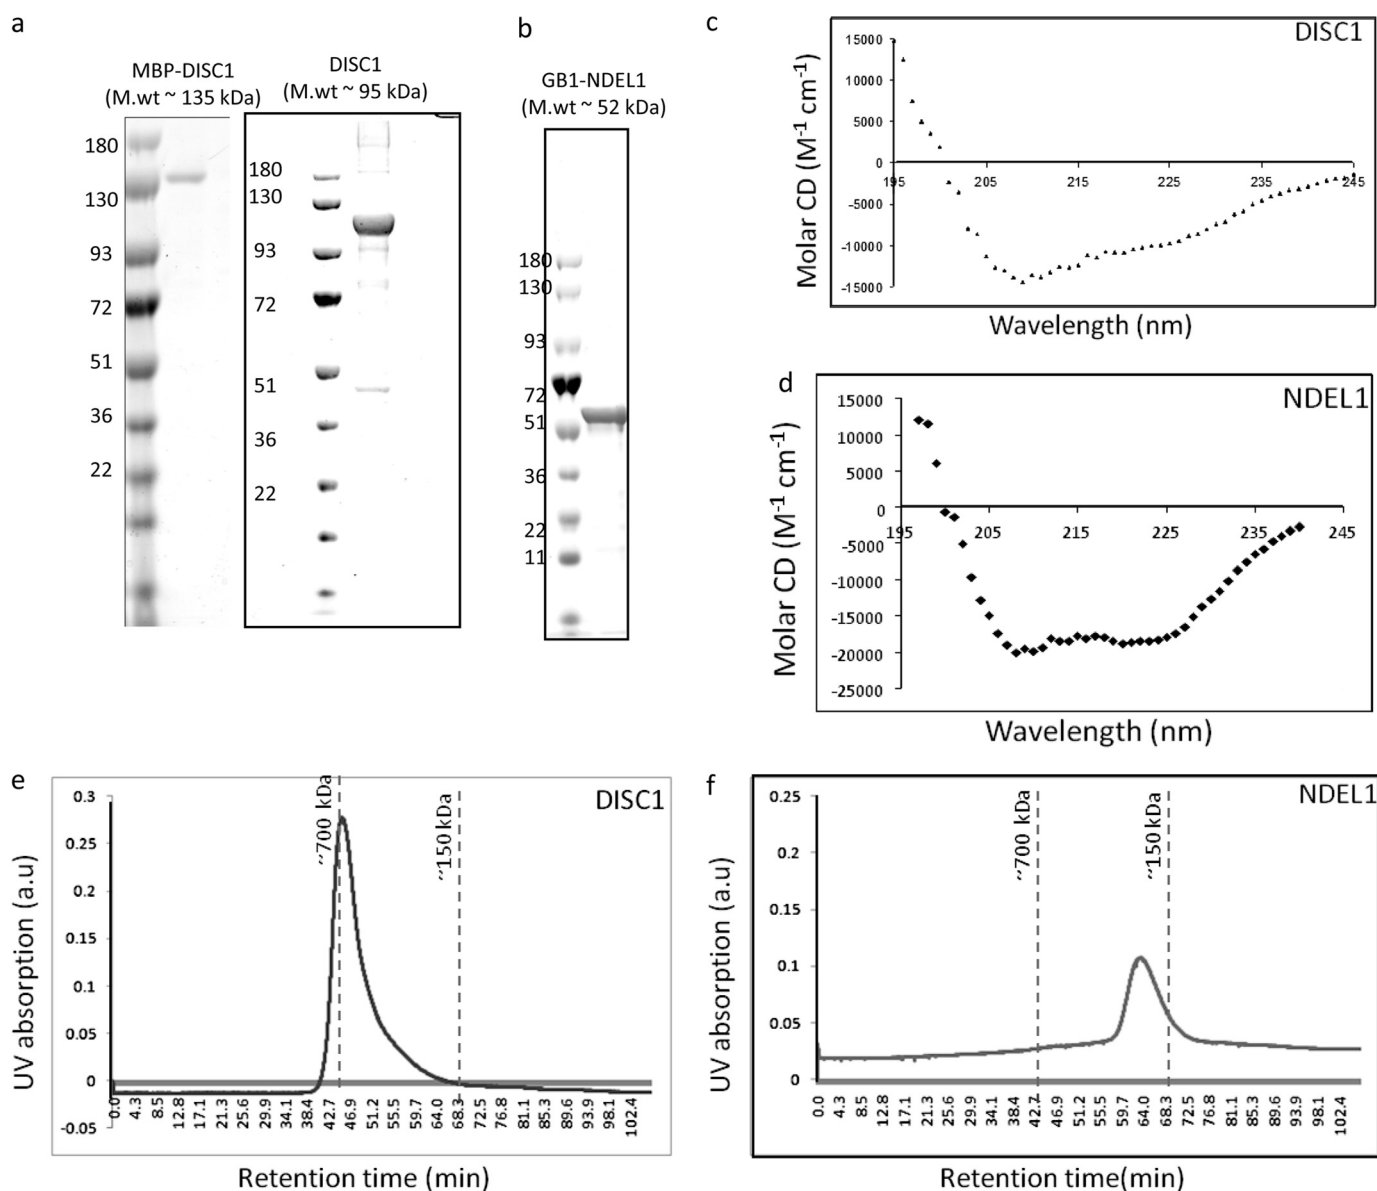 a
MBP-DISC1
(M.wt ~ 135 kDa)
180
130
93
72
51
36
22
DISC1
(M.wt ~ 95 kDa)
180
130
93
72
51
36
22
b
GB1-NDEL1
(M.wt ~ 52 kDa)
180
130
93
72
51
36
22
11
c
DISC1
Molar CD (M-1 cm-1)
15000
10000
5000
0
-5000
-10000
-15000
195 205 215 225 235 245
Wavelength (nm)
d
NDEL1
Molar CD (M-1 cm-1)
15000
10000
5000
0
-5000
-10000
-15000
-20000
-25000
195 205 215 225 235 245
Wavelength (nm)
e
DISC1
~700 kDa
~150 kDa
UV absorption (a.u)
0.3
0.25
0.2
0.15
0.1
0.05
0
-0.05
0.0 4.3 8.5 12.8 17.1 21.3 25.6 29.9 34.1 38.4 42.7 46.9 51.2 55.5 59.7 64.0 68.3 72.5 76.8 81.1 85.3 89.6 93.9 98.1 102.4
Retention time (min)
f
NDEL1
~700 kDa
~150 kDa
UV absorption (a.u)
0.25
0.2
0.15
0.1
0.05
0
0.0 4.3 8.5 12.8 17.1 21.3 25.6 29.9 34.1 38.4 42.7 46.9 51.2 55.5 59.7 64.0 68.3 72.5 76.8 81.1 85.3 89.6 93.9 98.1 102.4
Retention time(min)